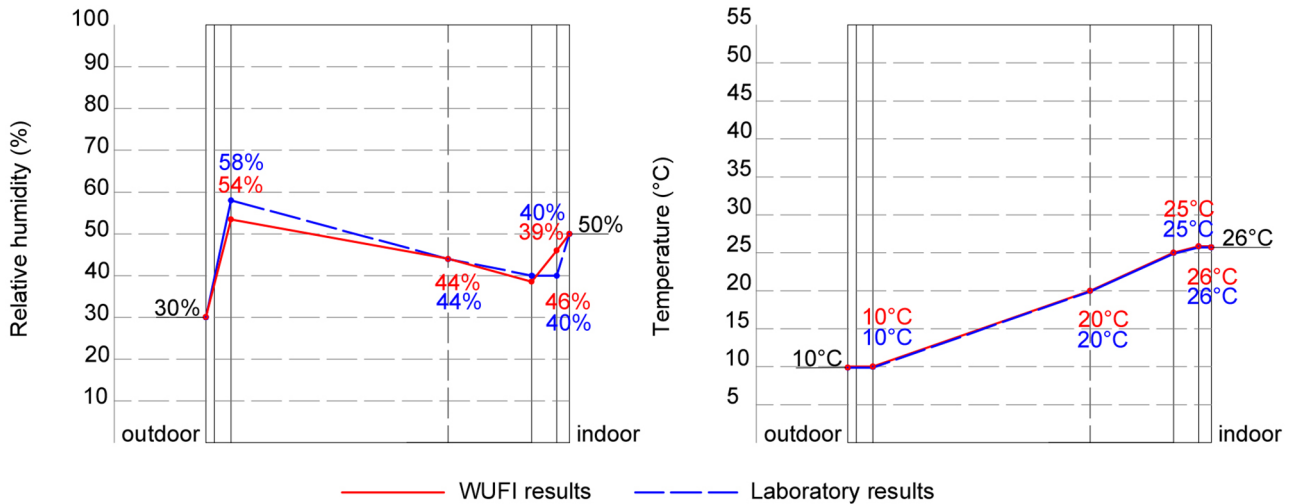 Relative humidity (%)
100
90
80
70
60
50
40
30
20
10
58%
54%
30%
44%
44%
40%
39%
46%
40%
50%
outdoor
indoor
Temperature (°C)
55
50
45
40
35
30
25
20
15
10
5
10°C
10°C
10°C
20°C
20°C
25°C
25°C
26°C
26°C
26°C
outdoor
indoor
WUFI results
Laboratory results